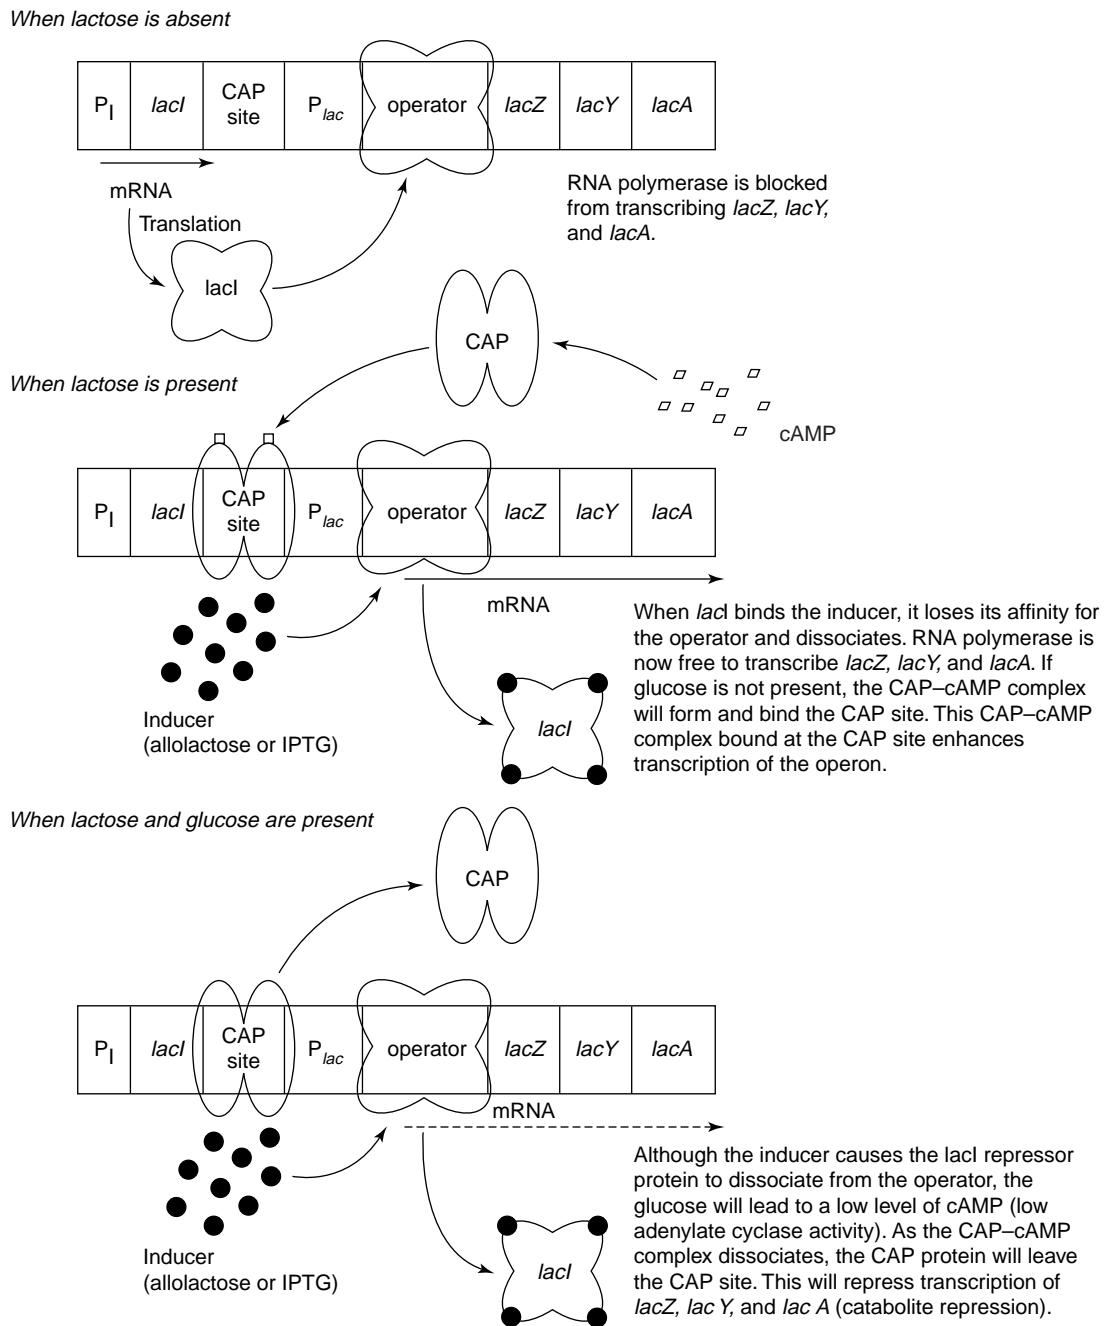 When lactose is absent
PI lacI CAP site Plac operator lacZ lacY lacA
mRNA
Translation
lacI
RNA polymerase is blocked
from transcribing lacZ, lacY,
and lacA.
CAP
cAMP
When lactose is present
PI lacI CAP site Plac operator lacZ lacY lacA
mRNA
Inducer
(allolactose or IPTG)
lacI
When lacI binds the inducer, it loses its affinity for
the operator and dissociates. RNA polymerase is
now free to transcribe lacZ, lacY, and lacA. If
glucose is not present, the CAP–cAMP complex
will form and bind the CAP site. This CAP–cAMP
complex bound at the CAP site enhances
transcription of the operon.
When lactose and glucose are present
CAP
PI lacI CAP site Plac operator lacZ lacY lacA
mRNA
Inducer
(allolactose or IPTG)
lacI
Although the inducer causes the lacI repressor
protein to dissociate from the operator, the
glucose will lead to a low level of cAMP (low
adenylate cyclase activity). As the CAP–cAMP
complex dissociates, the CAP protein will leave
the CAP site. This will repress transcription of
lacZ, lac Y, and lac A (catabolite repression).